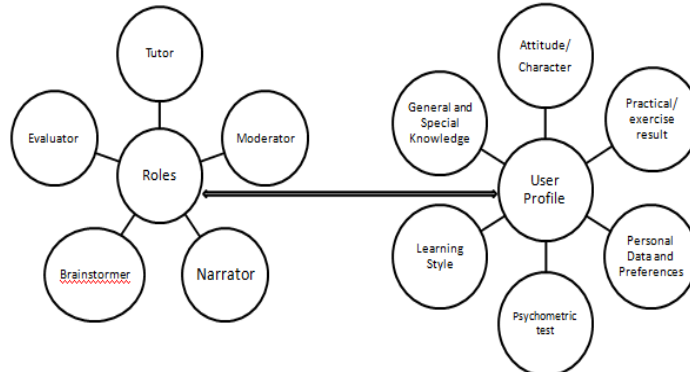 Tutor
Evaluator
Moderator
Roles
Brainstormer
Narrator
Attitude/
Character
General and
Special
Knowledge
Practical/
exercise
result
User
Profile
Learning
Style
Personal
Data and
Preferences
Psychometric
test